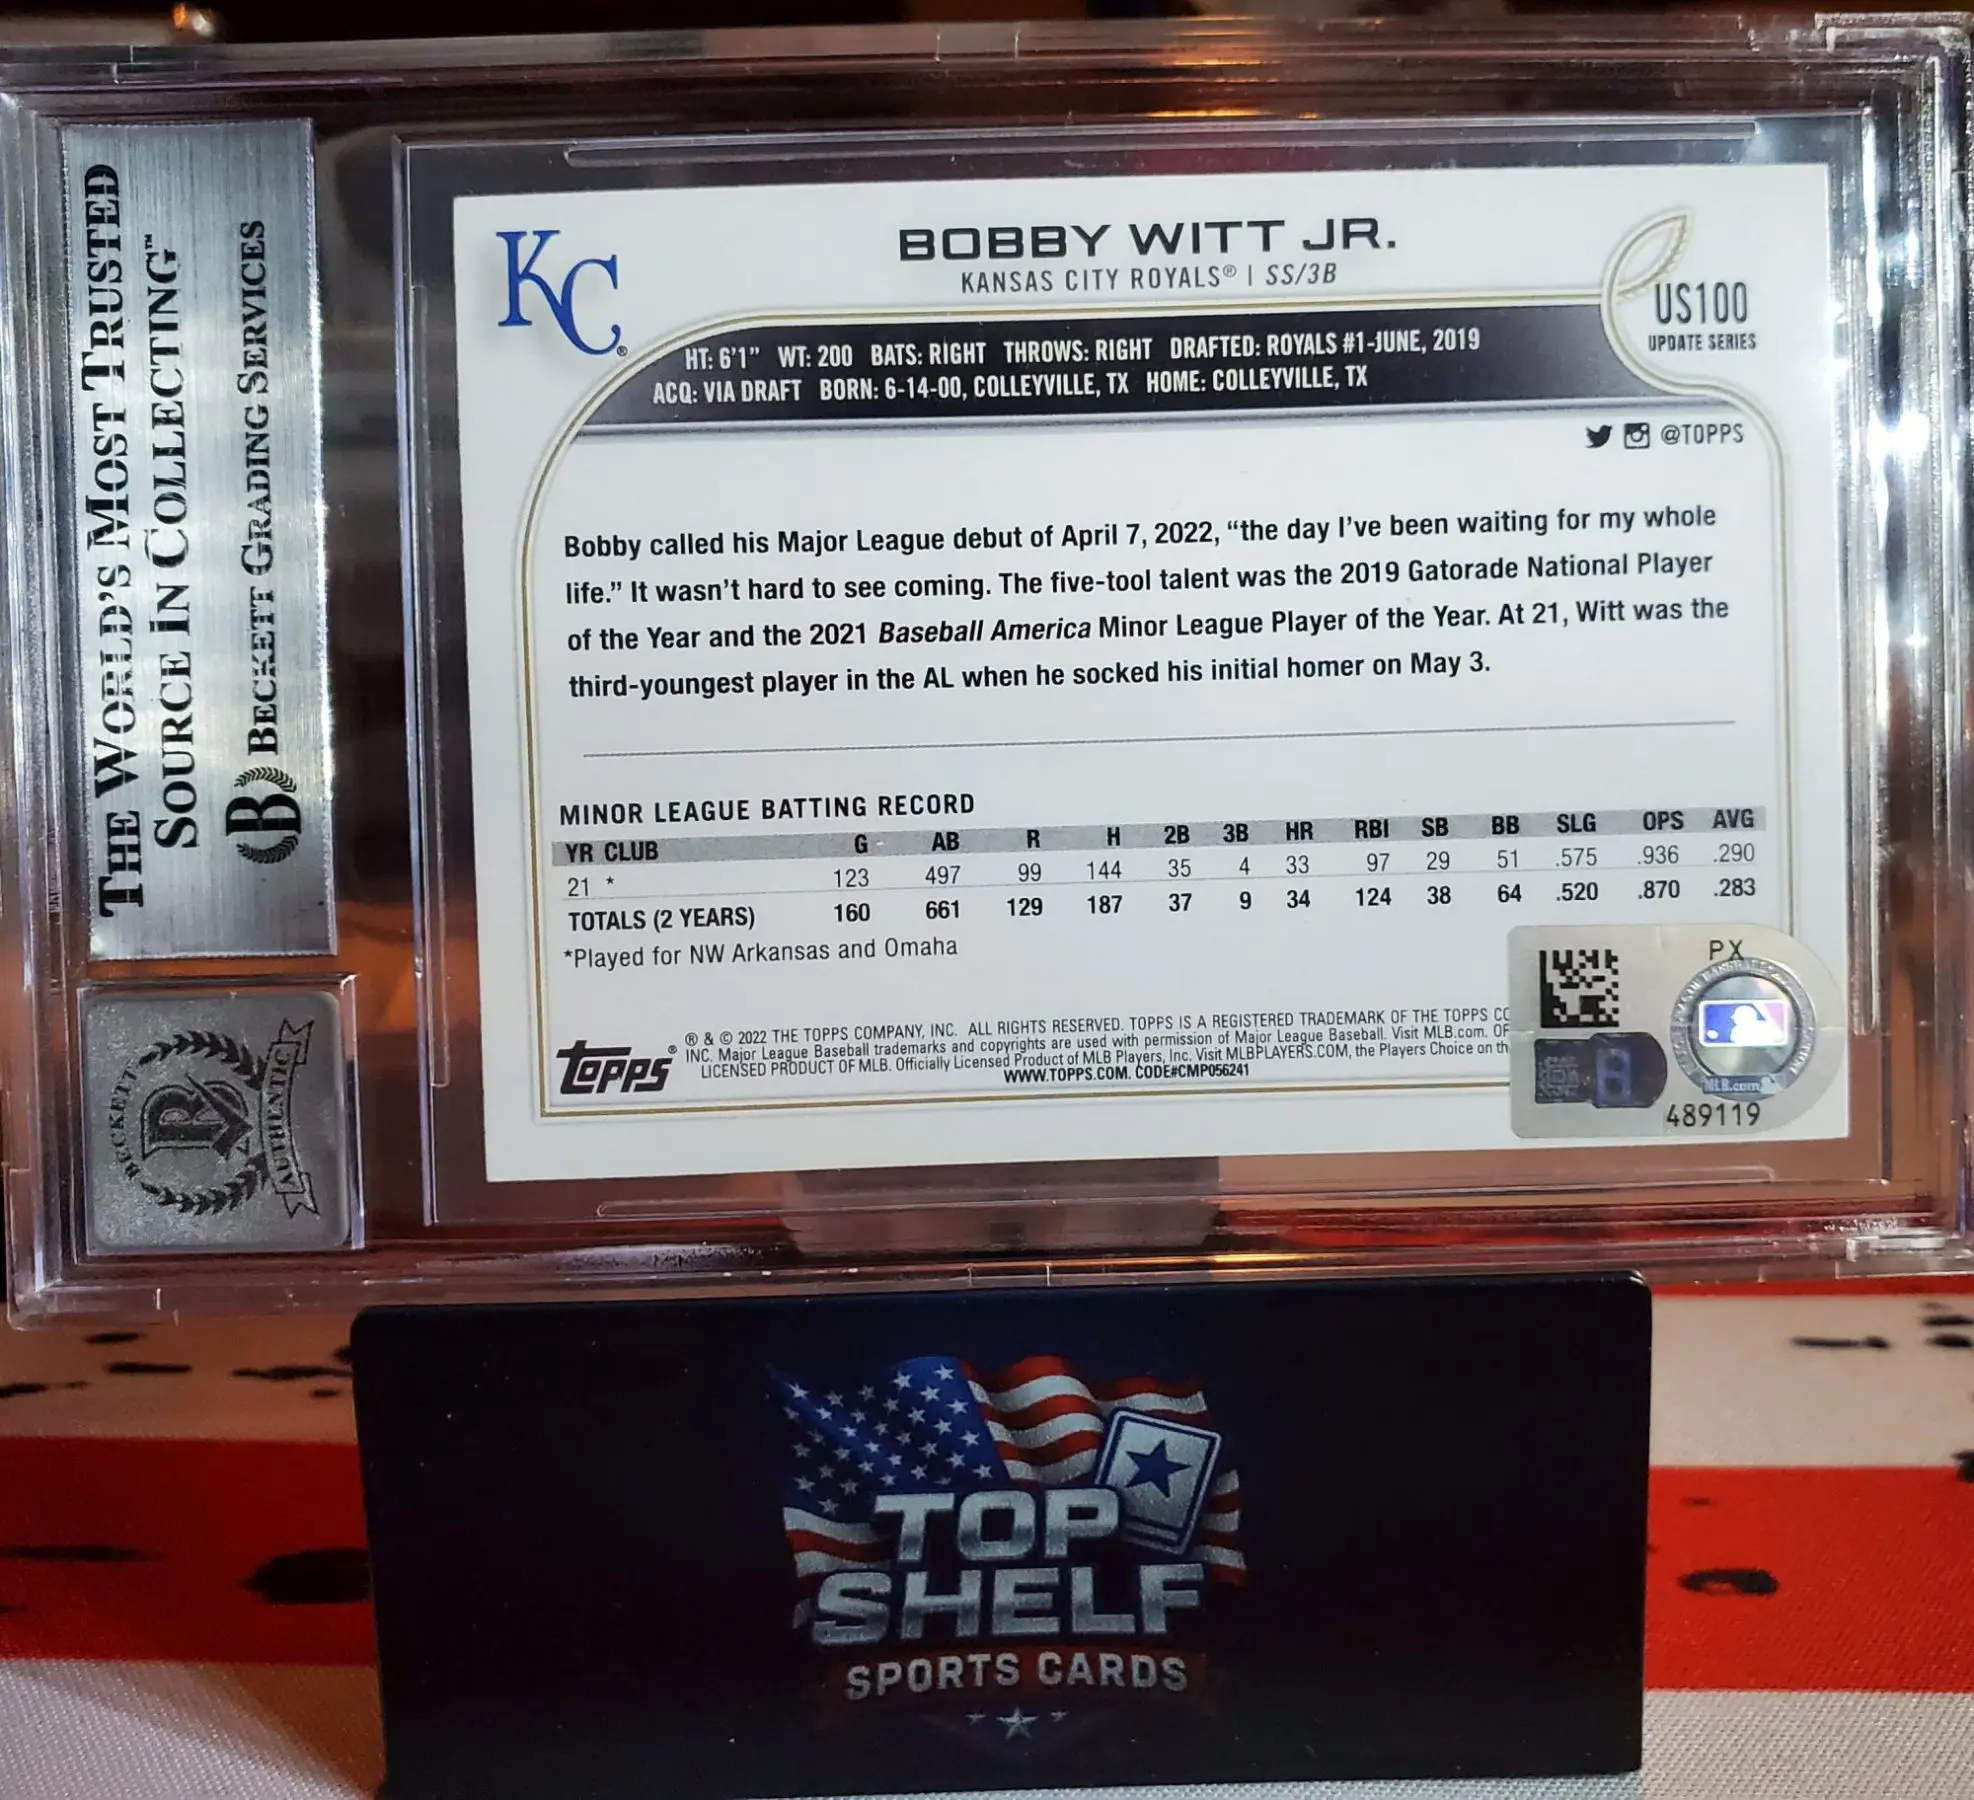 THE WORLD'S MOST TRUSTED
SOURCE IN COLLECTING™
BECKETT GRADING SERVICES
BECKETT
AUTHENTIC
KC®
BOBBY WITT JR.
KANSAS CITY ROYALS® | SS/3B
US100
UPDATE SERIES
HT: 6'1" WT: 200 BATS: RIGHT THROWS: RIGHT DRAFTED: ROYALS #1-JUNE, 2019
ACQ: VIA DRAFT BORN: 6-14-00, COLLEYVILLE, TX HOME: COLLEYVILLE, TX
@TOPPS
Bobby called his Major League debut of April 7, 2022, “the day I’ve been waiting for my whole
life.” It wasn’t hard to see coming. The five-tool talent was the 2019 Gatorade National Player
of the Year and the 2021 Baseball America Minor League Player of the Year. At 21, Witt was the
third-youngest player in the AL when he socked his initial homer on May 3.
MINOR LEAGUE BATTING RECORD
YR CLUB G AB R H 2B 3B HR RBI SB BB SLG OPS AVG
21 * 123 497 99 144 35 4 33 97 29 51 .575 .936 .290
TOTALS (2 YEARS) 160 661 129 187 37 9 34 124 38 64 .520 .870 .283
*Played for NW Arkansas and Omaha
topps®
® & © 2022 THE TOPPS COMPANY, INC. ALL RIGHTS RESERVED. TOPPS IS A REGISTERED TRADEMARK OF THE TOPPS CO
INC. Major League Baseball trademarks and copyrights are used with permission of Major League Baseball. Visit MLB.com. OF
LICENSED PRODUCT OF MLB. Officially Licensed Product of MLB Players, Inc. Visit MLBPLAYERS.COM, the Players Choice on th
WWW.TOPPS.COM. CODE#CMP056241
PX
MLB.com
489119
TOP
SHELF
SPORTS CARDS